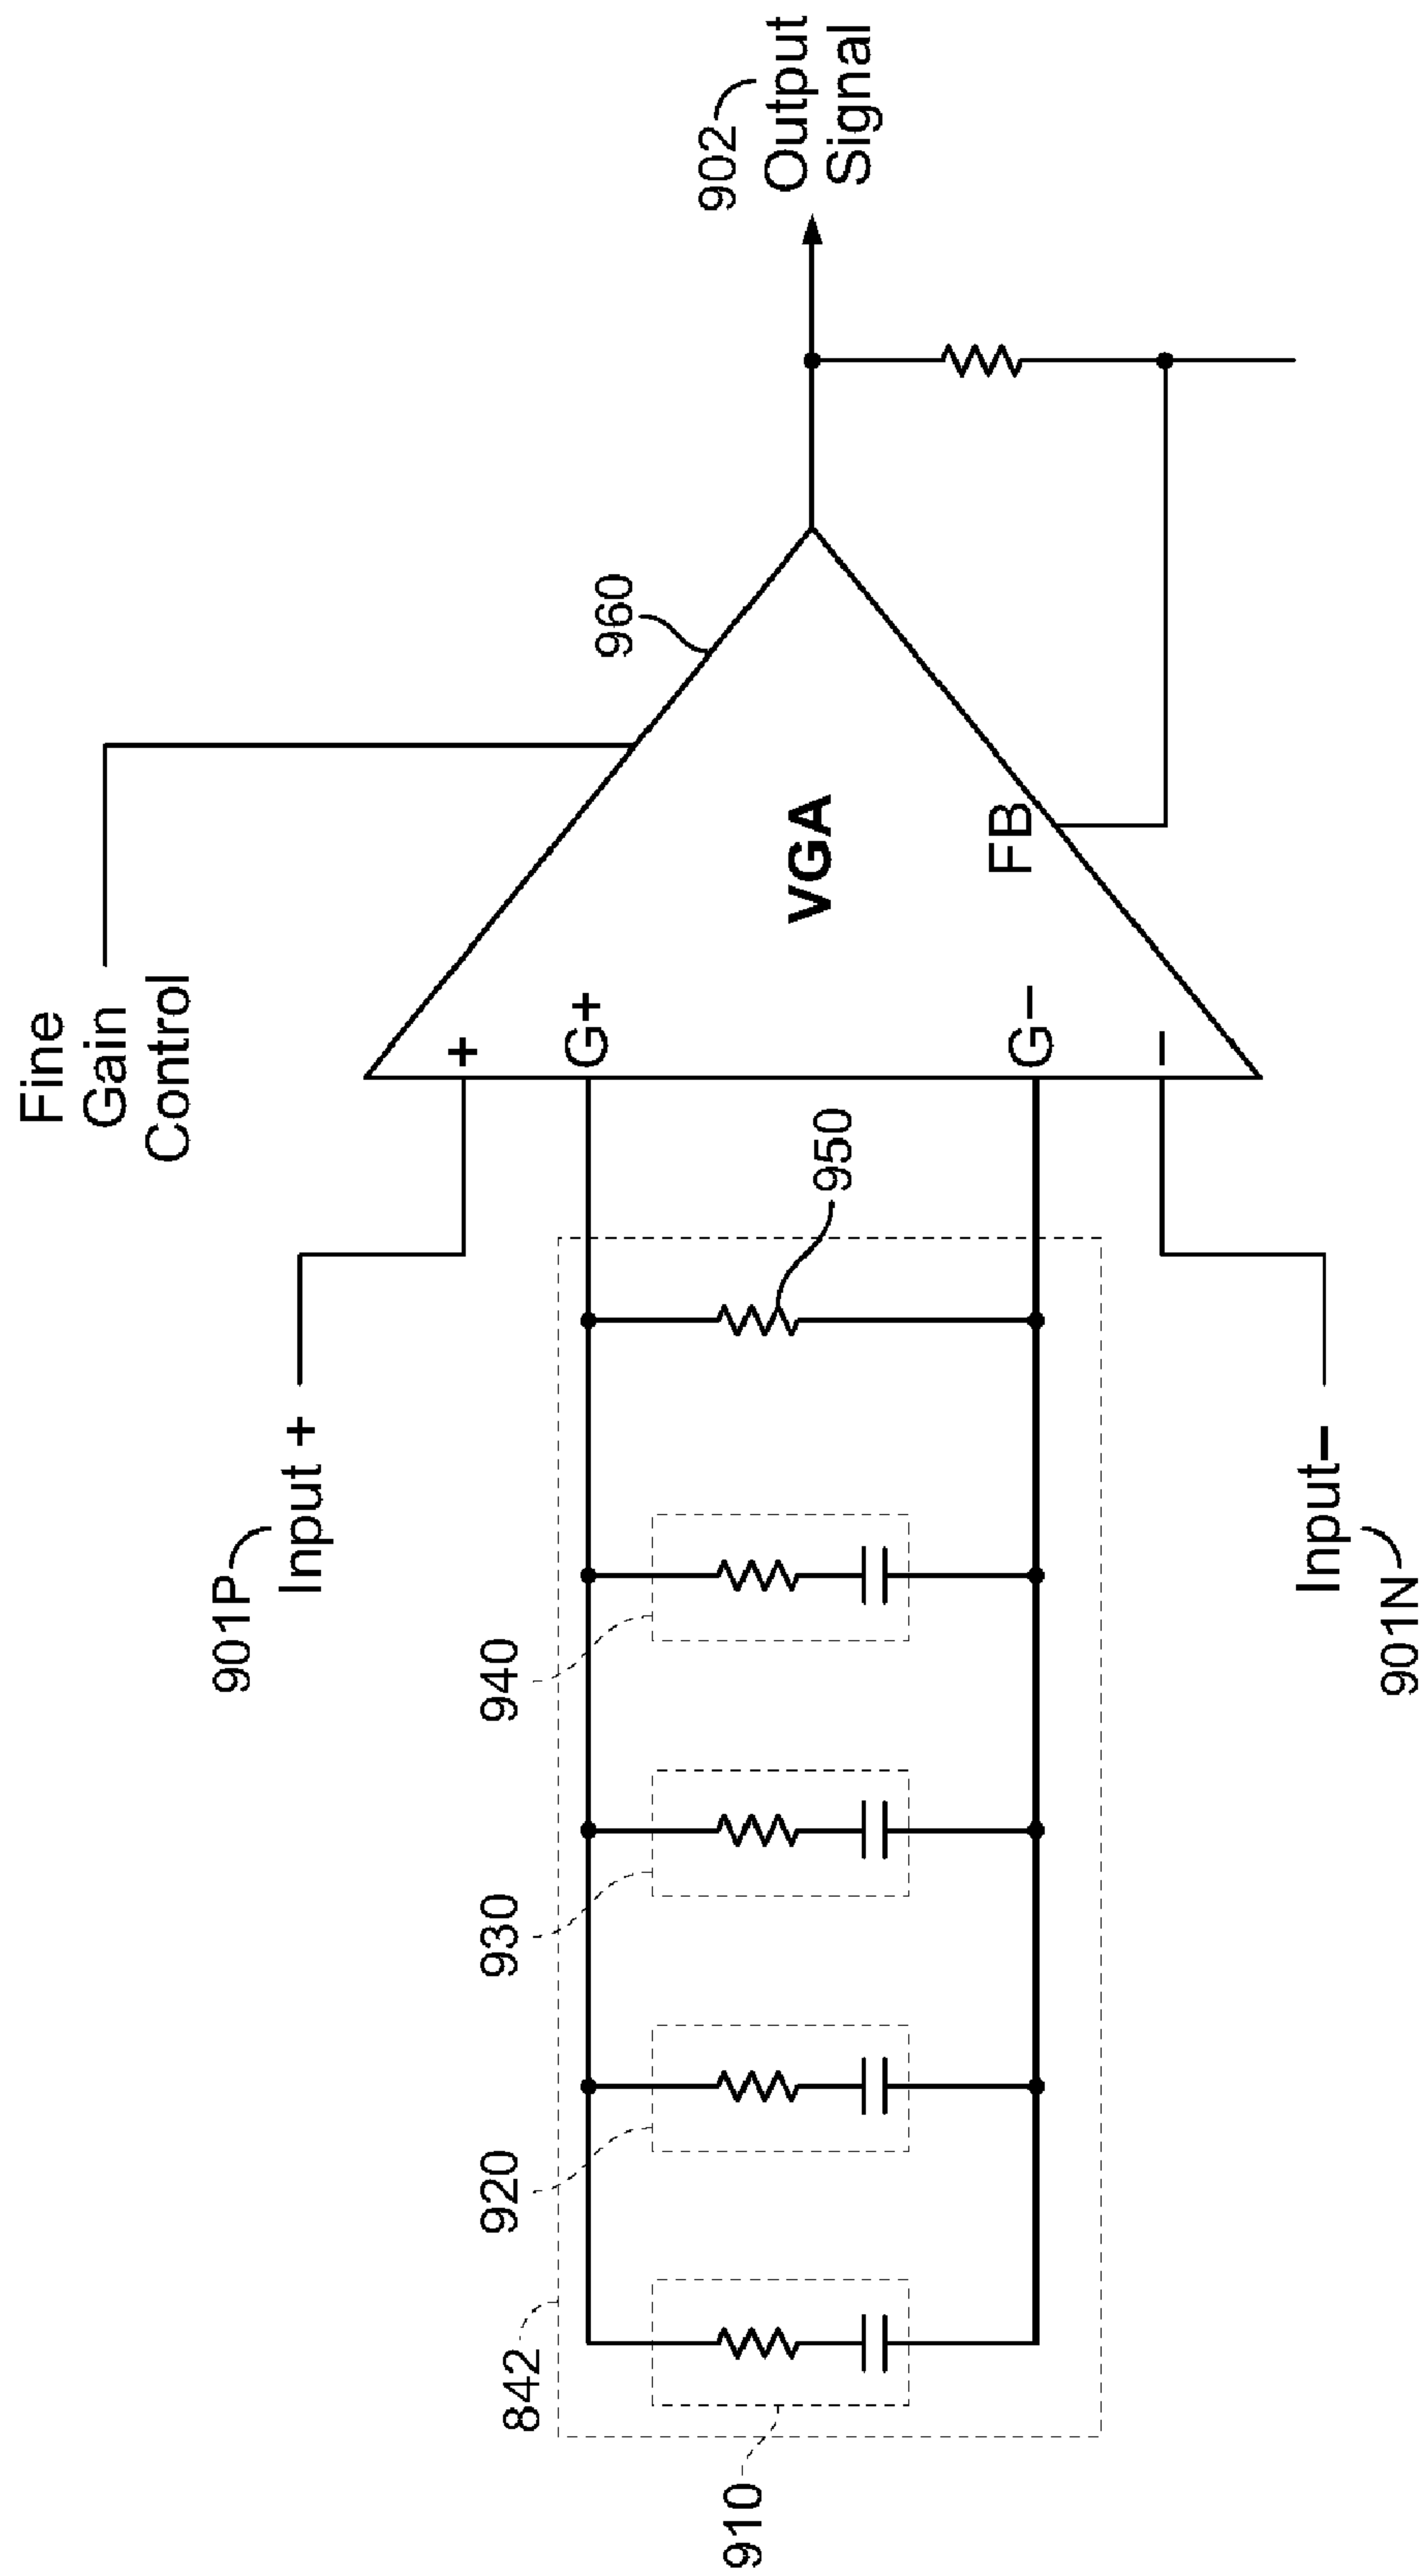 Fine
Gain
Control
901P
Input +
842
910
920
930
940
950
+
G+
G−
−
VGA
FB
960
902
Output
Signal
Input−
901N